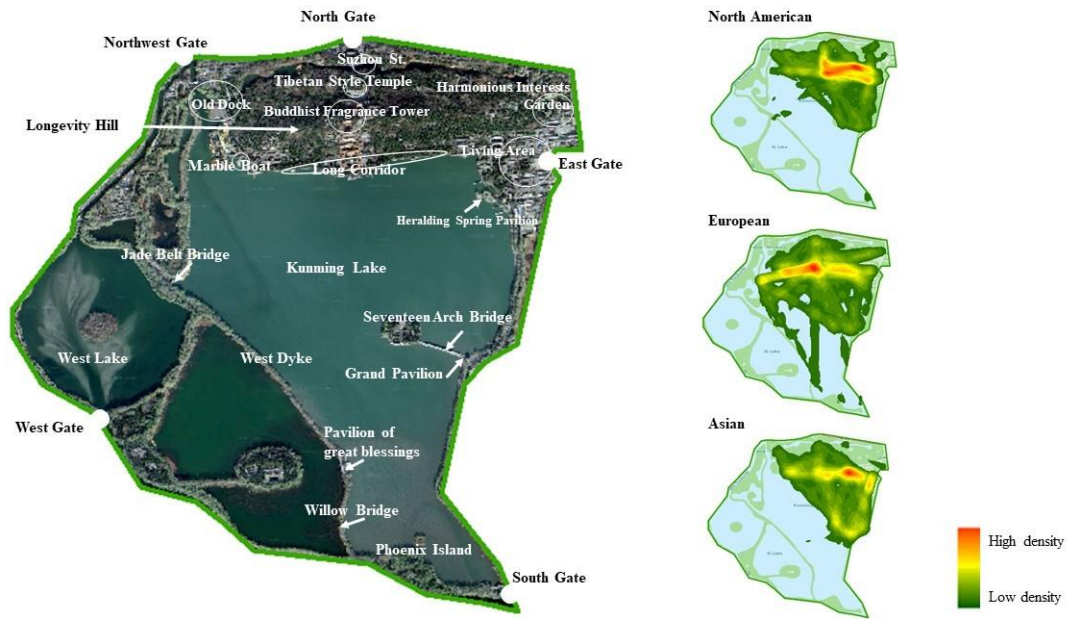 North Gate
Northwest Gate
Suzhou St.
Tibetan Style Temple
Harmonious Interests
Garden
Old Dock
Buddhist Fragrance Tower
Longevity Hill
Living Area
Marble Boat
Long Corridor
East Gate
Heralding Spring Pavilion
Jade Belt Bridge
Kunming Lake
Seventeen Arch Bridge
West Lake
West Dyke
Grand Pavilion
West Gate
Pavilion of
great blessings
Willow Bridge
Phoenix Island
South Gate
North American
European
Asian
High density
Low density